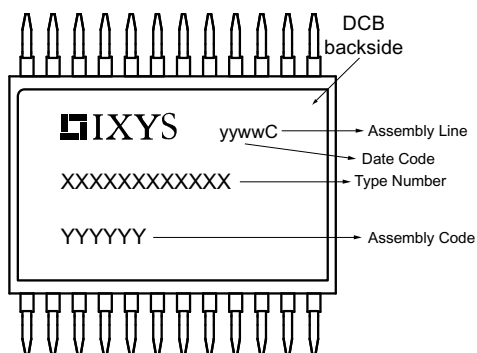 DCB
backside
IXYS yywwC Assembly Line
Date Code
XXXXXXXXXXXX Type Number
YYYYYY Assembly Code